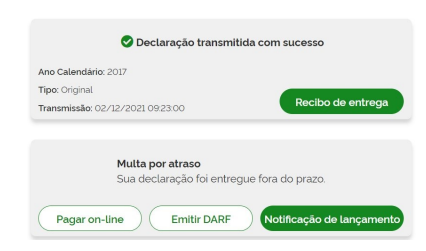 Declaração transmitida com sucesso
Ano Calendário: 2017
Tipo: Original
Transmissão: 02/12/2021 09:23:00
Recibo de entrega
Multa por atraso
Sua declaração foi entregue fora do prazo.
Pagar on-line
Emitir DARF
Notificação de lançamento